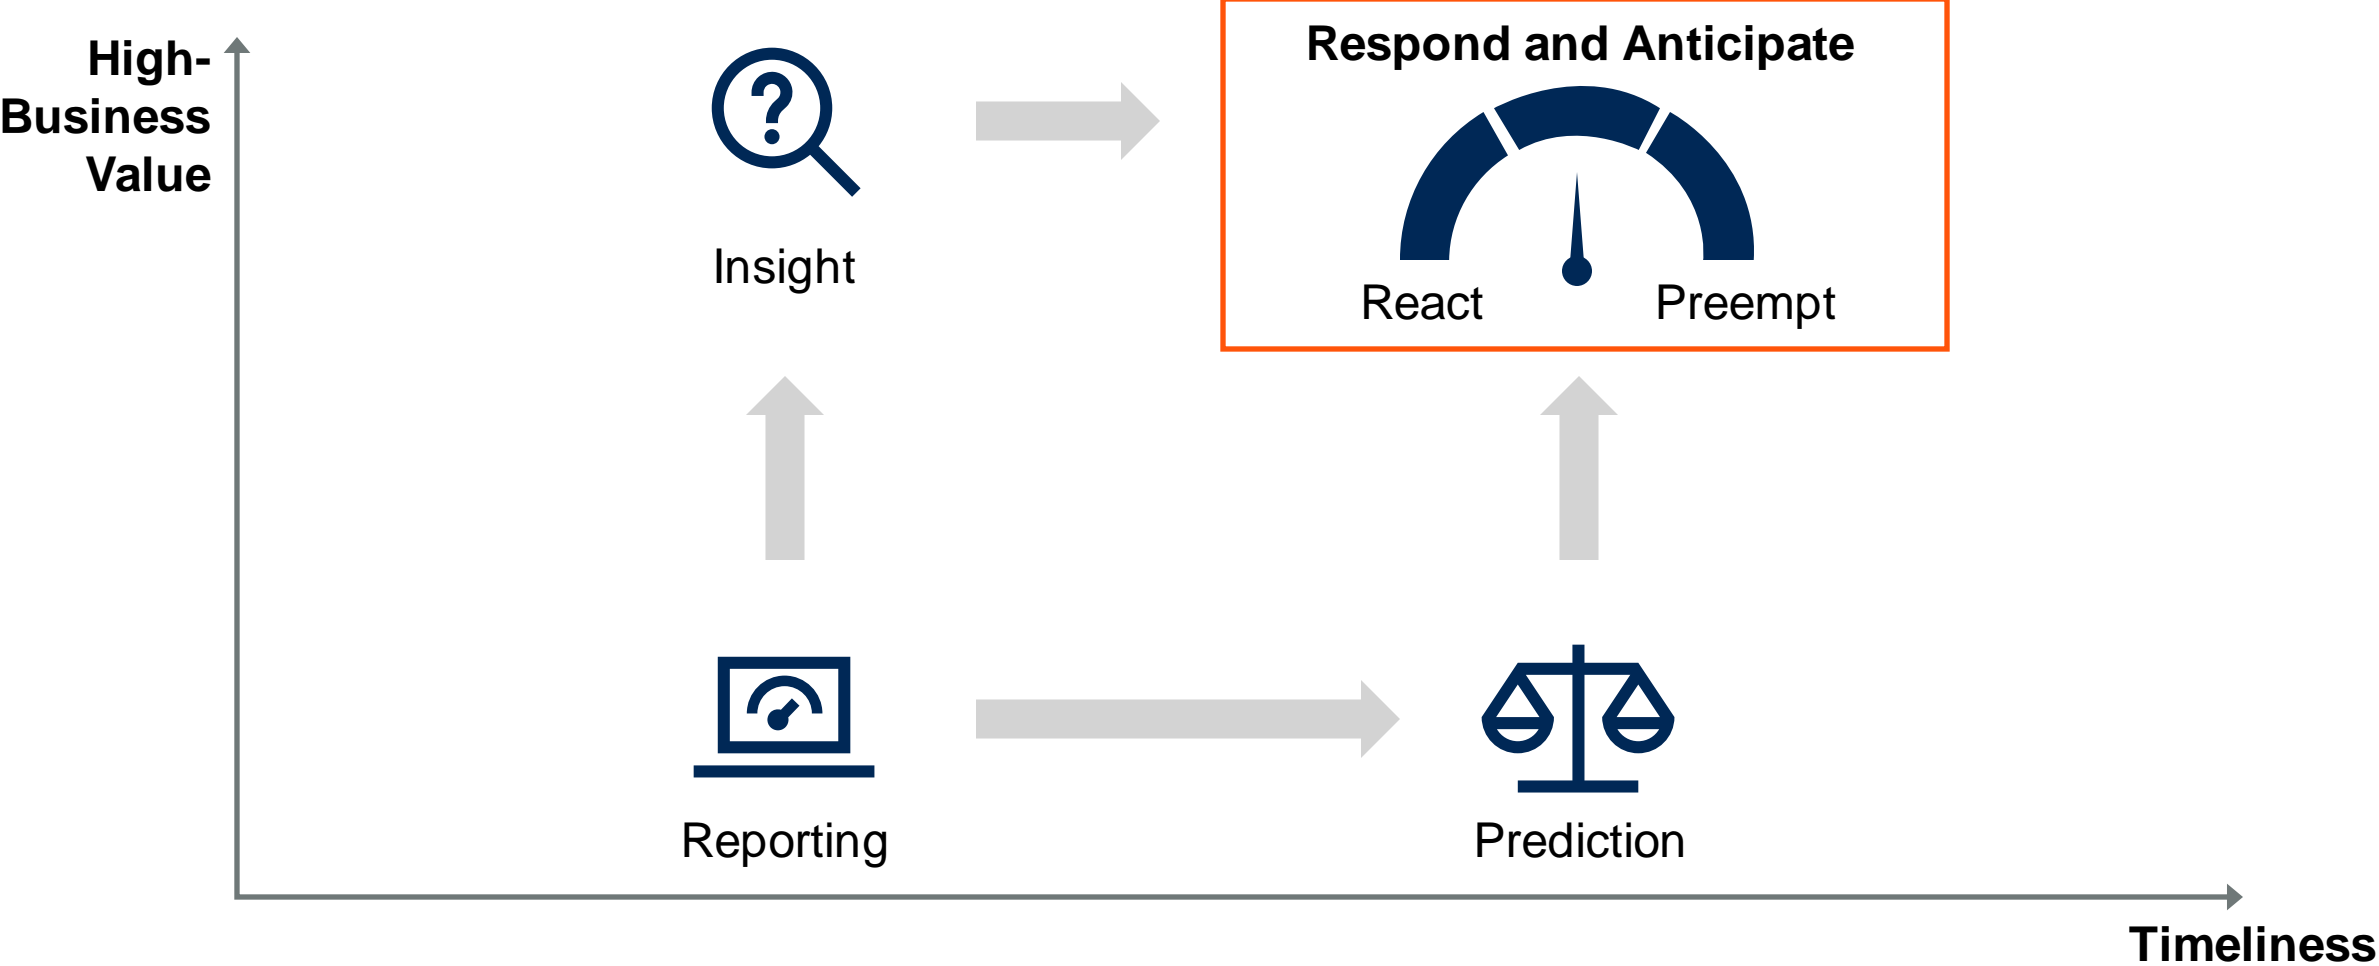 High-
Business
Value
?
Insight
Respond and Anticipate
React
Preempt
Reporting
Prediction
Timeliness